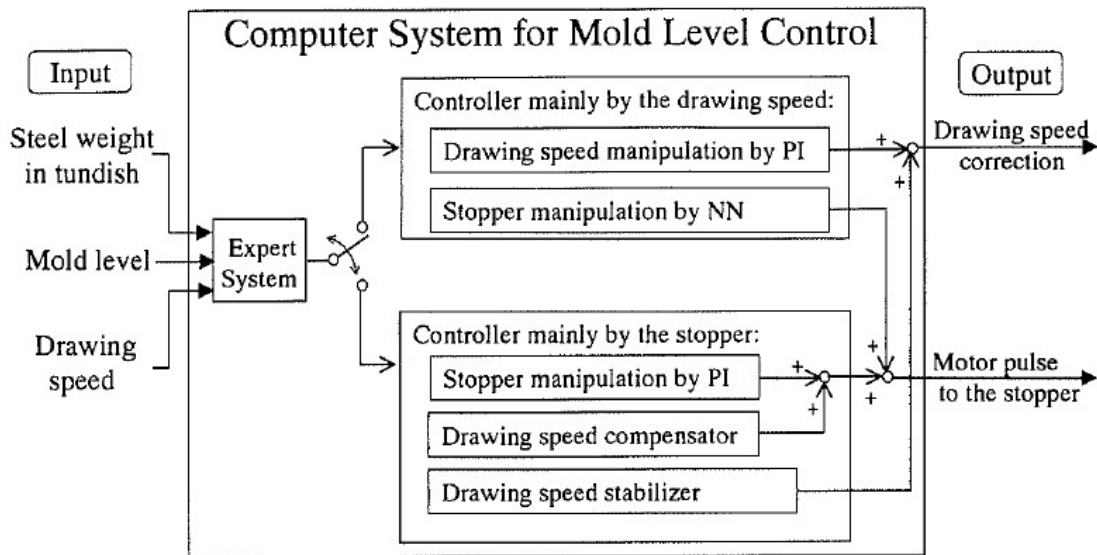 Computer System for Mold Level Control
Input
Output
Steel weight
in tundish
Mold level
Drawing
speed
Expert
System
Controller mainly by the drawing speed:
Drawing speed manipulation by PI
Stopper manipulation by NN
+
+
Drawing speed
correction
Controller mainly by the stopper:
Stopper manipulation by PI
Drawing speed compensator
Drawing speed stabilizer
+
+
+
+
Motor pulse
to the stopper